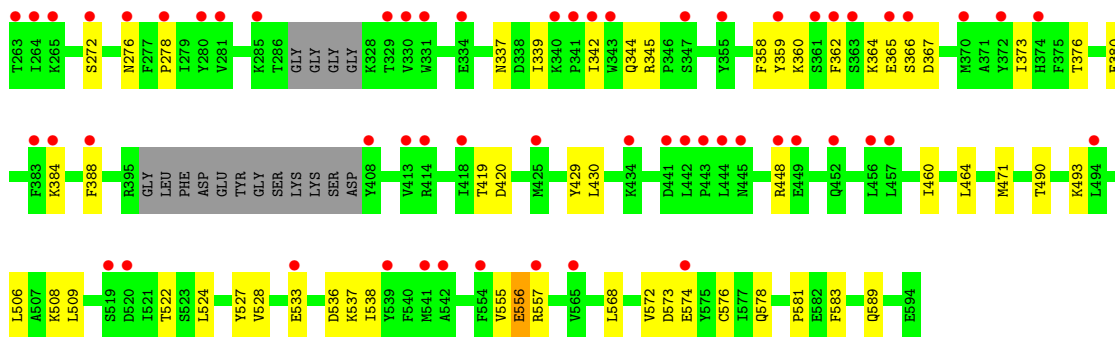 T263 I264 K265 S272 N276 F277 P278 I279 Y280 V281 K285 T286 GLY GLY GLY GLY K328 T329 V330 W331 E334 N337 D338 I339 K340 P341 I342 W343 Q344 R345 P346 S347 Y355 F358 Y359 K360 S361 F362 S363 K364 E365 S366 D367 M370 A371 Y372 I373 H374 F375 T376
F383 K384 F388 R395 GLY LEU PHE ASP GLU TYR GLY SER LYS LYS SER ASP Y408 V413 R414 I418 T419 D420 M425 Y429 L430 K434 D441 L442 P443 L444 N445 R448 E449 Q452 L456 L457 I460 L464 M471 T490 K493 L494
L506 A507 K508 L509 S519 D520 I521 T522 S523 L524 Y527 V528 E533 D536 K537 I538 Y539 F540 M541 A542 F554 V555 E556 R557 V565 L568 V572 D573 E574 Y575 C576 I577 Q578 P581 E582 F583 Q589 E594